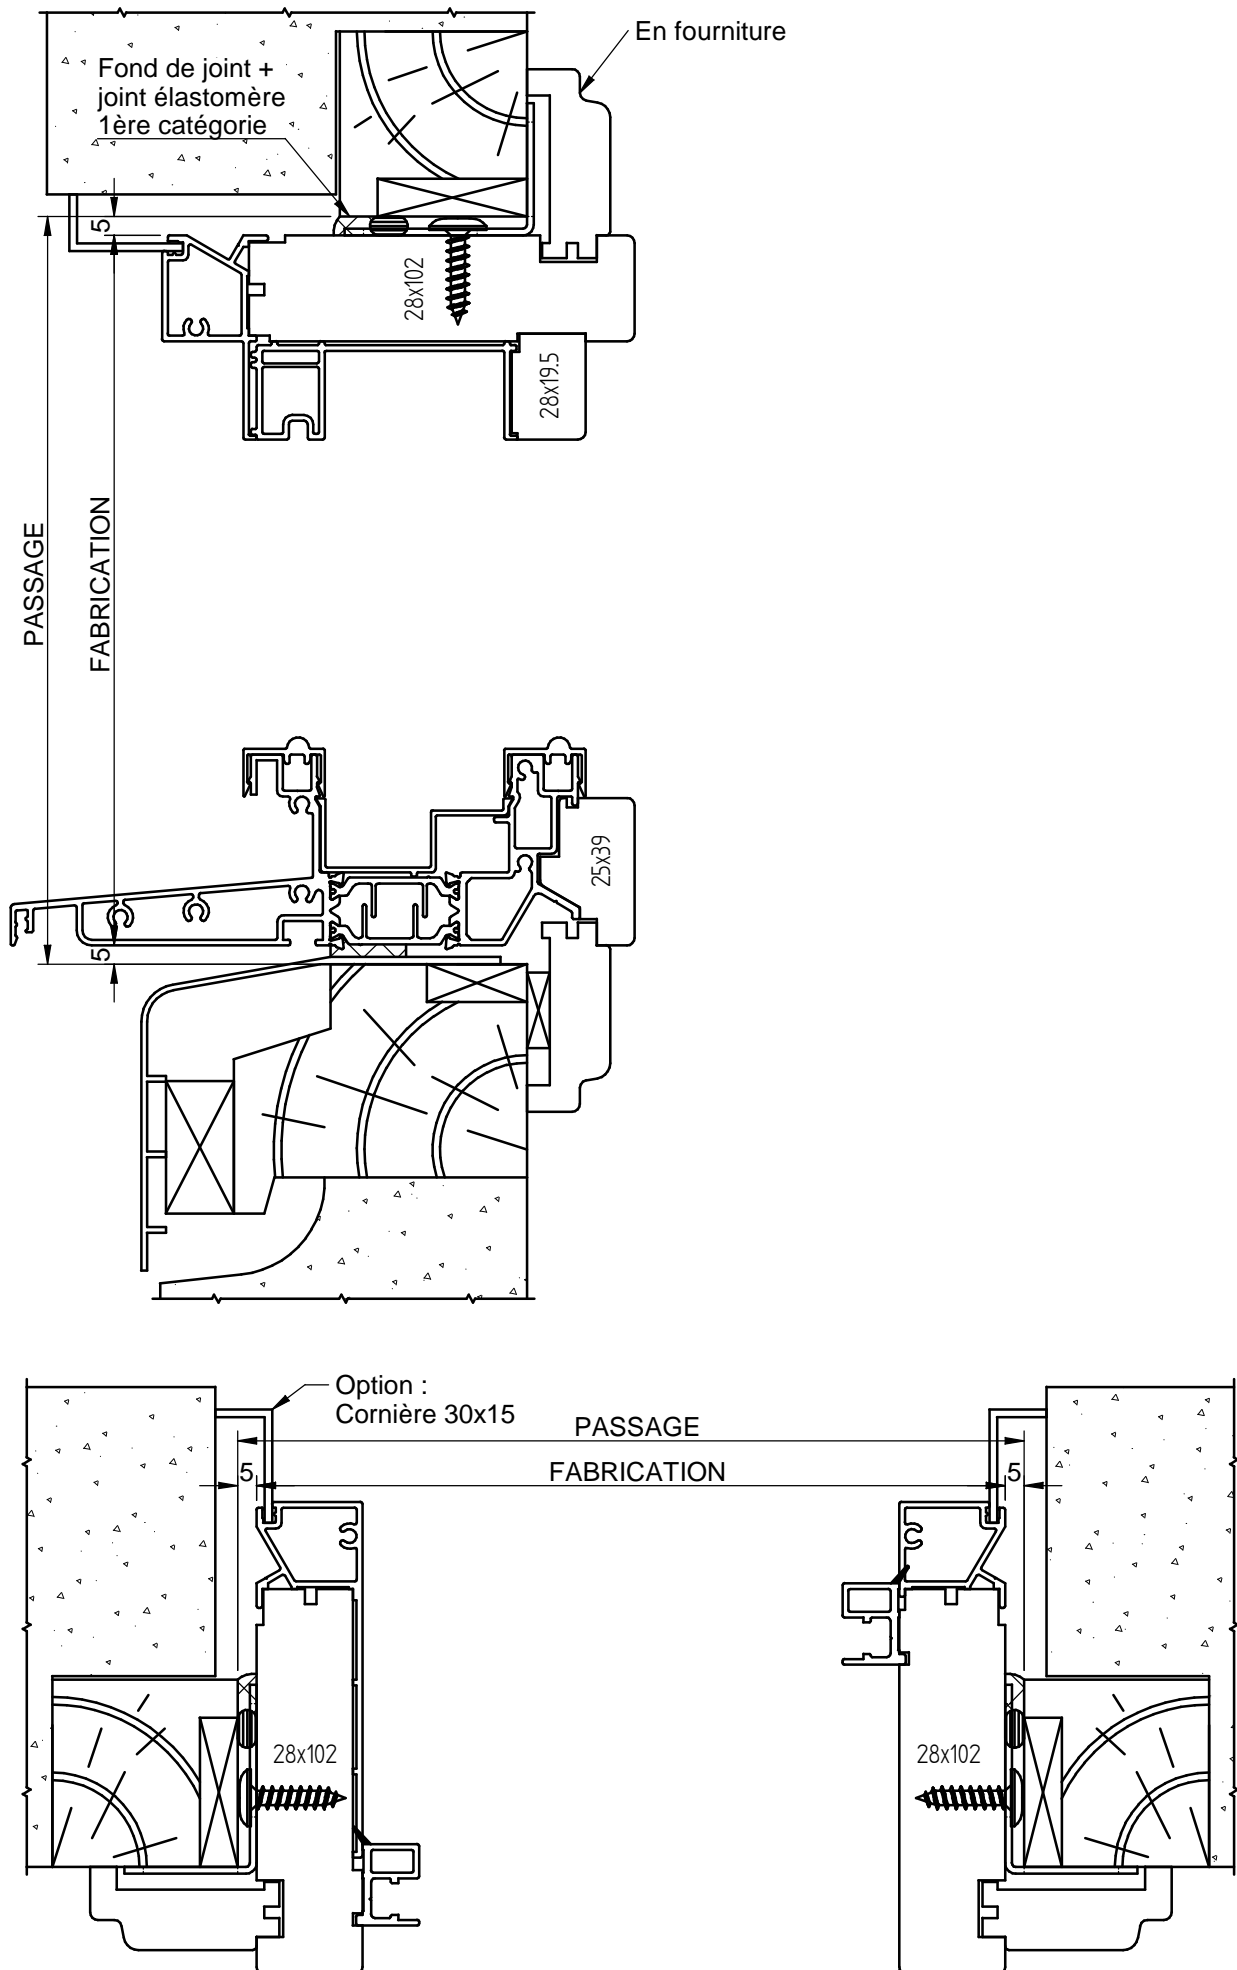 En fourniture
Fond de joint +
joint élastomère
1ère catégorie
5
28x102
28x19.5
PASSAGE
FABRICATION
25x39
5
Option :
Cornière 30x15
PASSAGE
5
FABRICATION
5
28x102
28x102